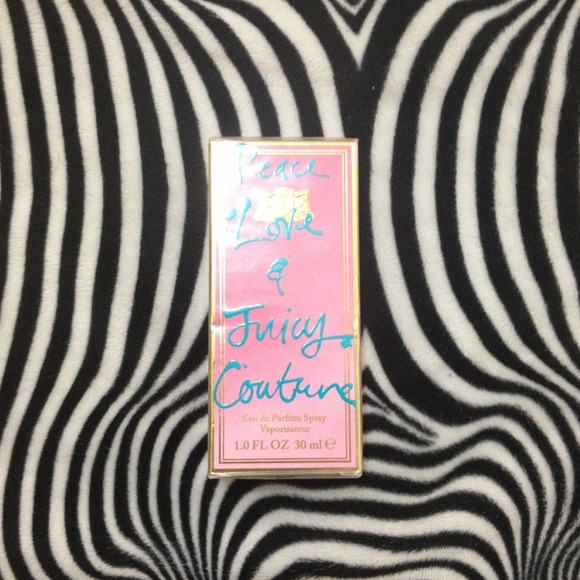 Peace
Love
&
Juicy
Couture
Eau de Parfum Spray
Vaporisateur
1.0 FL OZ 30 ml ℮